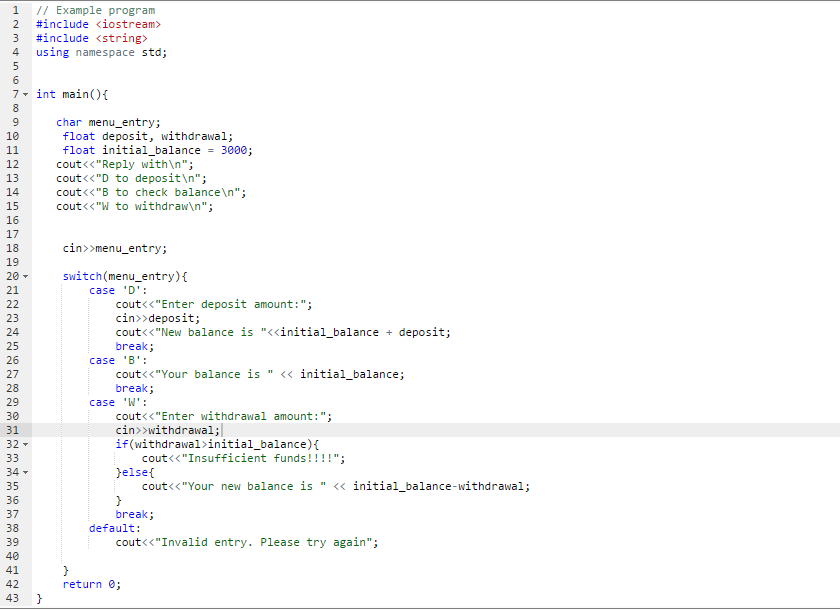 1 // Example program
2 #include <iostream>
3 #include <string>
4 using namespace std;
5
6
7 int main(){
8
9 char menu_entry;
10 float deposit, withdrawal;
11 float initial_balance = 3000;
12 cout<<"Reply with\n";
13 cout<<"D to deposit\n";
14 cout<<"B to check balance\n";
15 cout<<"W to withdraw\n";
16
17
18 cin>>menu_entry;
19
20 switch(menu_entry){
21 case 'D':
22 cout<<"Enter deposit amount:";
23 cin>>deposit;
24 cout<<"New balance is "<<initial_balance + deposit;
25 break;
26 case 'B':
27 cout<<"Your balance is " << initial_balance;
28 break;
29 case 'W':
30 cout<<"Enter withdrawal amount:";
31 cin>>withdrawal;
32 if(withdrawal>initial_balance){
33 cout<<"Insufficient funds!!!!";
34 }else{
35 cout<<"Your new balance is " << initial_balance-withdrawal;
36 }
37 break;
38 default:
39 cout<<"Invalid entry. Please try again";
40
41 }
42 return 0;
43 }